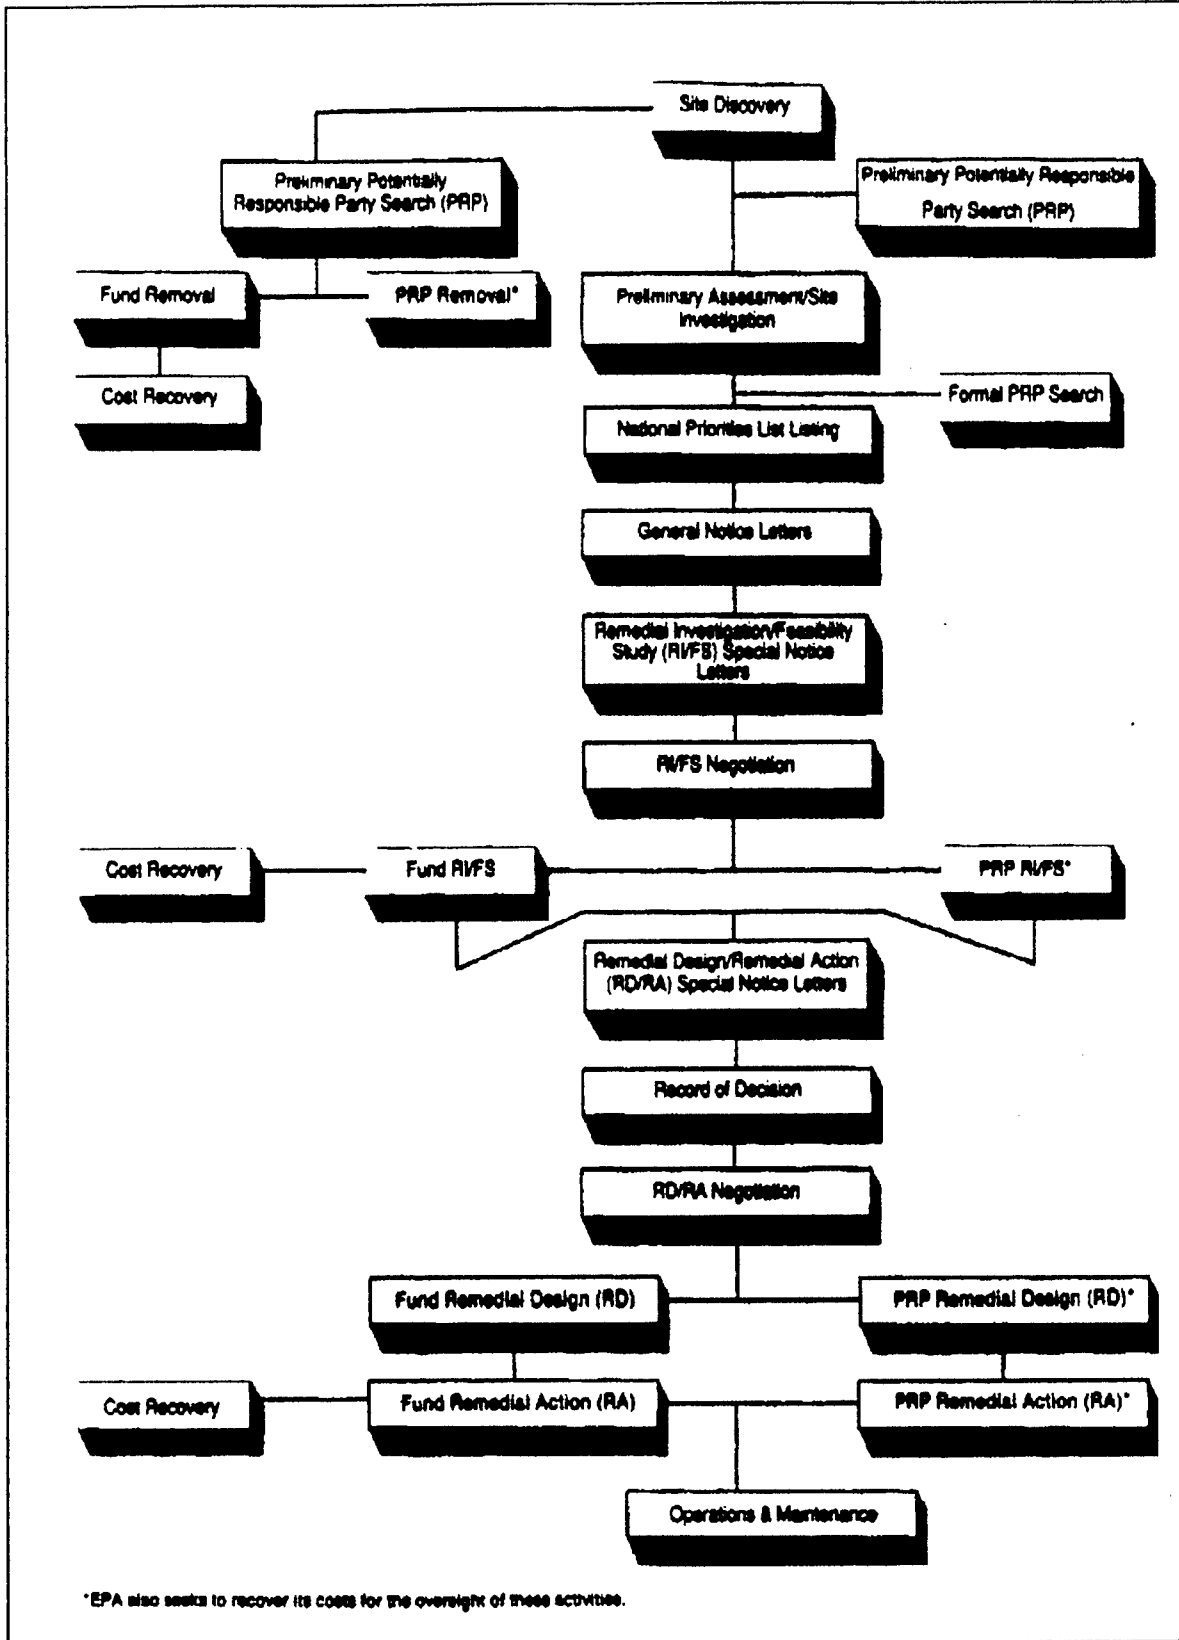 Site Discovery
Preliminary Potentially
Responsible Party Search (PRP)
Preliminary Potentially Responsible
Party Search (PRP)
Fund Removal
PRP Removal*
Preliminary Assessment/Site
Investigation
Cost Recovery
Formal PRP Search
National Priorities List Listing
General Notice Letters
Remedial Investigation/Feasibility
Study (RI/FS) Special Notice
Letters
RI/FS Negotiation
Cost Recovery
Fund RI/FS
PRP RI/FS*
Remedial Design/Remedial Action
(RD/RA) Special Notice Letters
Record of Decision
RD/RA Negotiation
Fund Remedial Design (RD)
PRP Remedial Design (RD)*
Cost Recovery
Fund Remedial Action (RA)
PRP Remedial Action (RA)*
Operations & Maintenance
*EPA also seeks to recover its costs for the oversight of these activities.